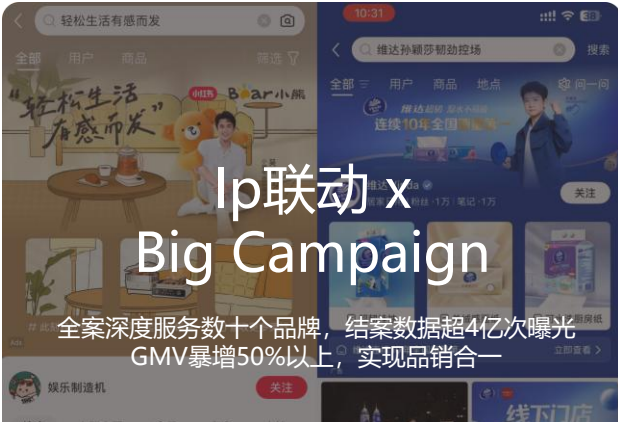 轻松生活有感而发
全部 用户 商品 筛选
小红书 Bear小熊
“轻松生活
有感而发”
10:31
维达孙颖莎韧劲控场 搜索
全部 用户 商品 地点 问一问
维达超韧
连续10年全国
关注
Ip联动 x
Big Campaign
全案深度服务数十个品牌，结案数据超4亿次曝光
GMV暴增50%以上，实现品销合一
立即查看
Ads
娱乐制造机 关注
线下门店